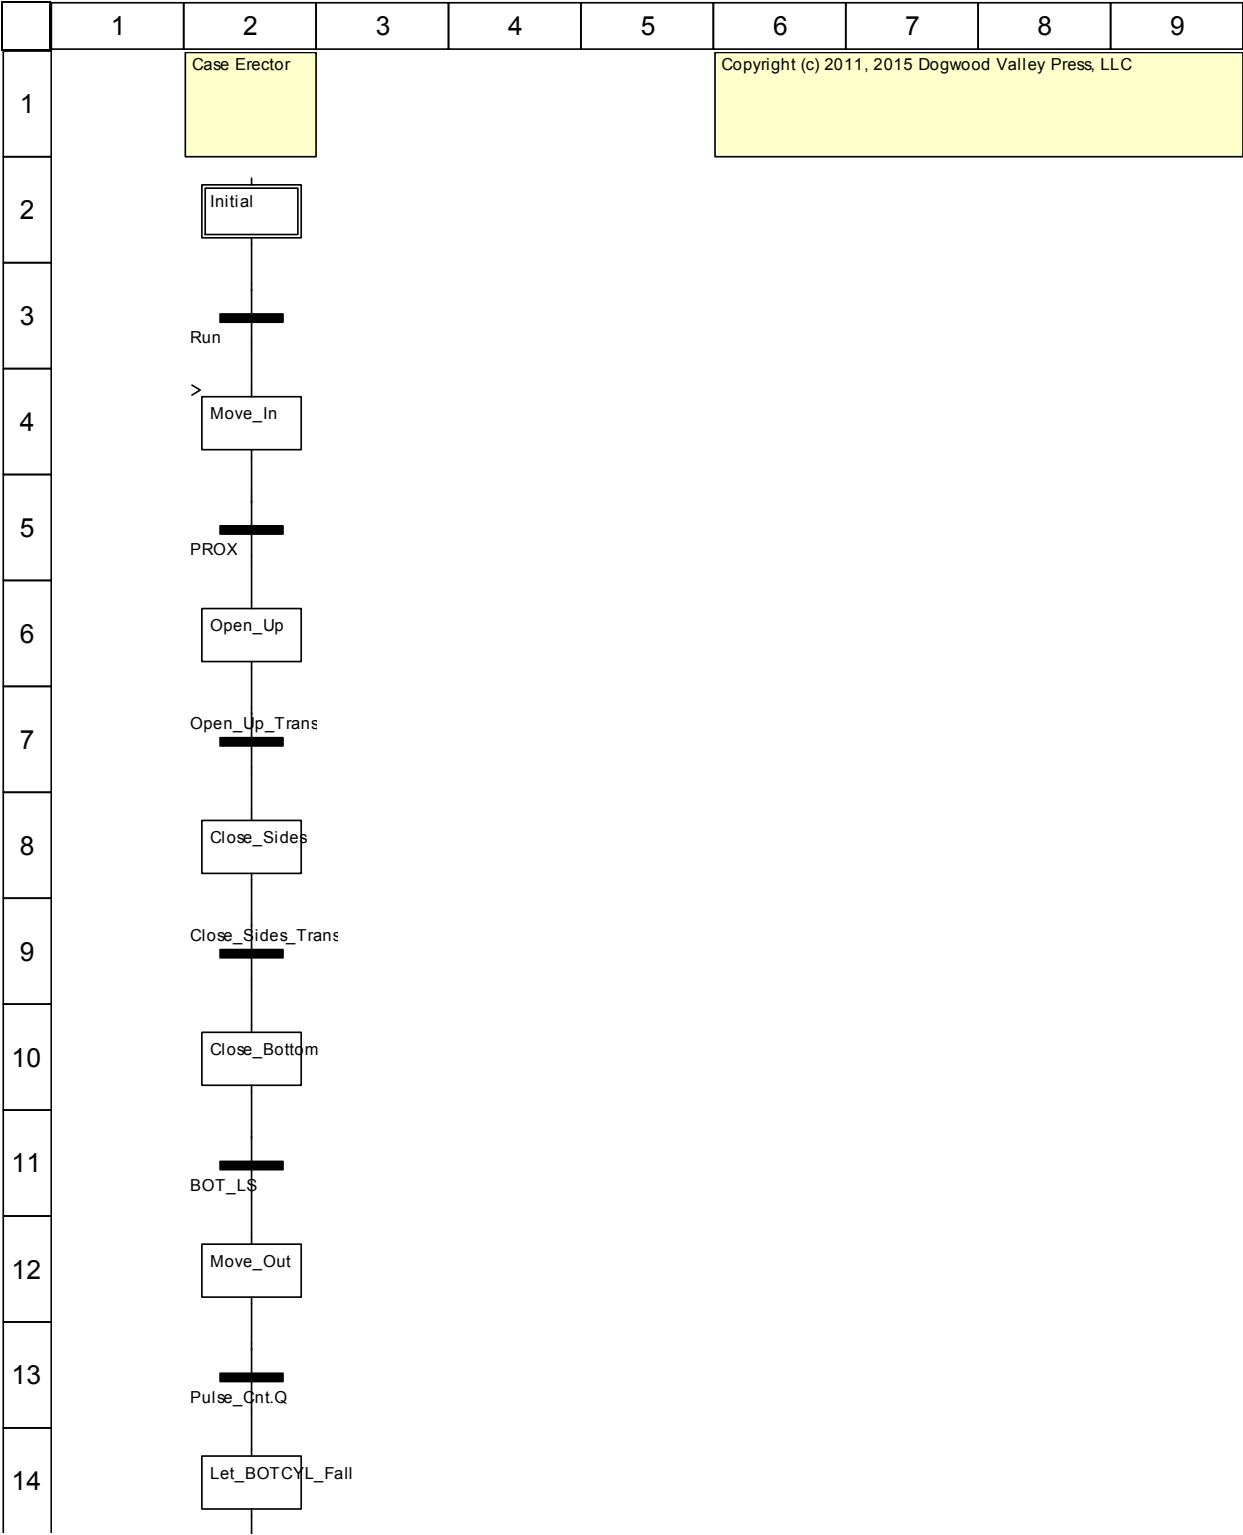 1 2 3 4 5 6 7 8 9
1
Case Erector
Copyright (c) 2011, 2015 Dogwood Valley Press, LLC
2
Initial
3
Run
>
4
Move_In
5
PROX
6
Open_Up
7
Open_Up_Trans
8
Close_Sides
9
Close_Sides_Trans
10
Close_Bottom
11
BOT_LS
12
Move_Out
13
Pulse_Cnt.Q
14
Let_BOTCYL_Fall